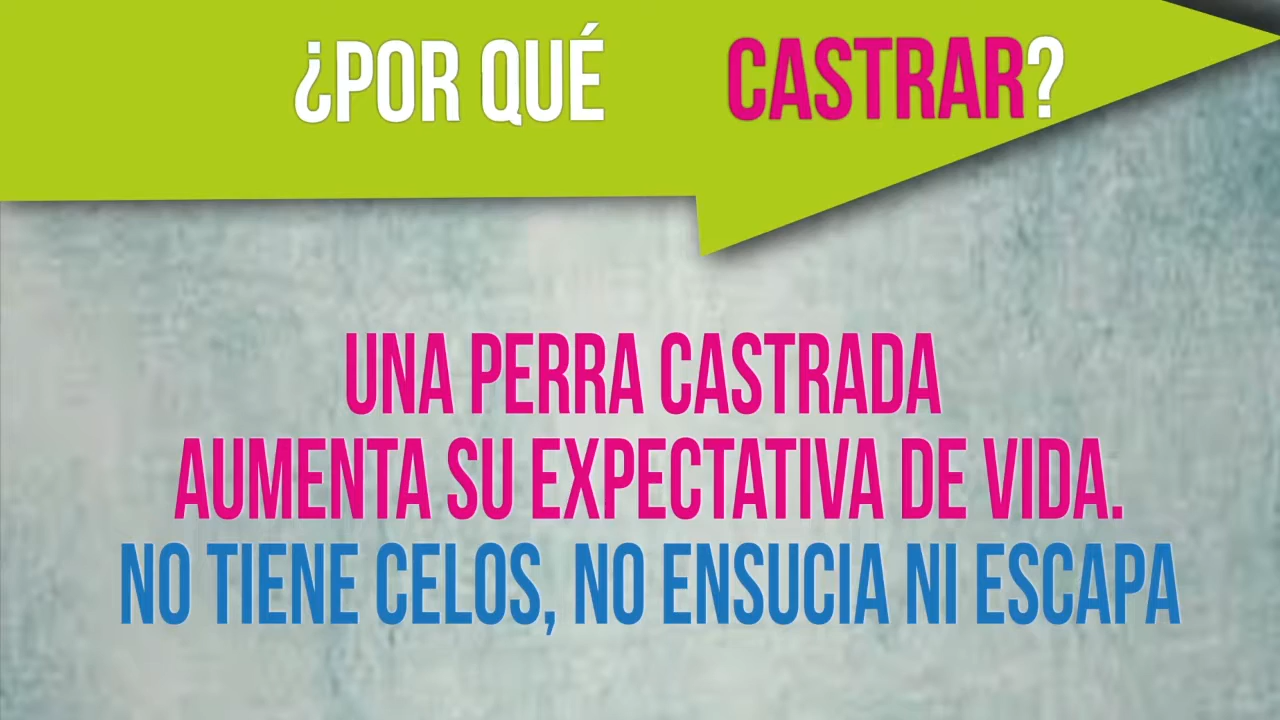 ¿POR QUÉ CASTRAR?
UNA PERRA CASTRADA
AUMENTA SU EXPECTATIVA DE VIDA.
NO TIENE CELOS, NO ENSUCIA NI ESCAPA